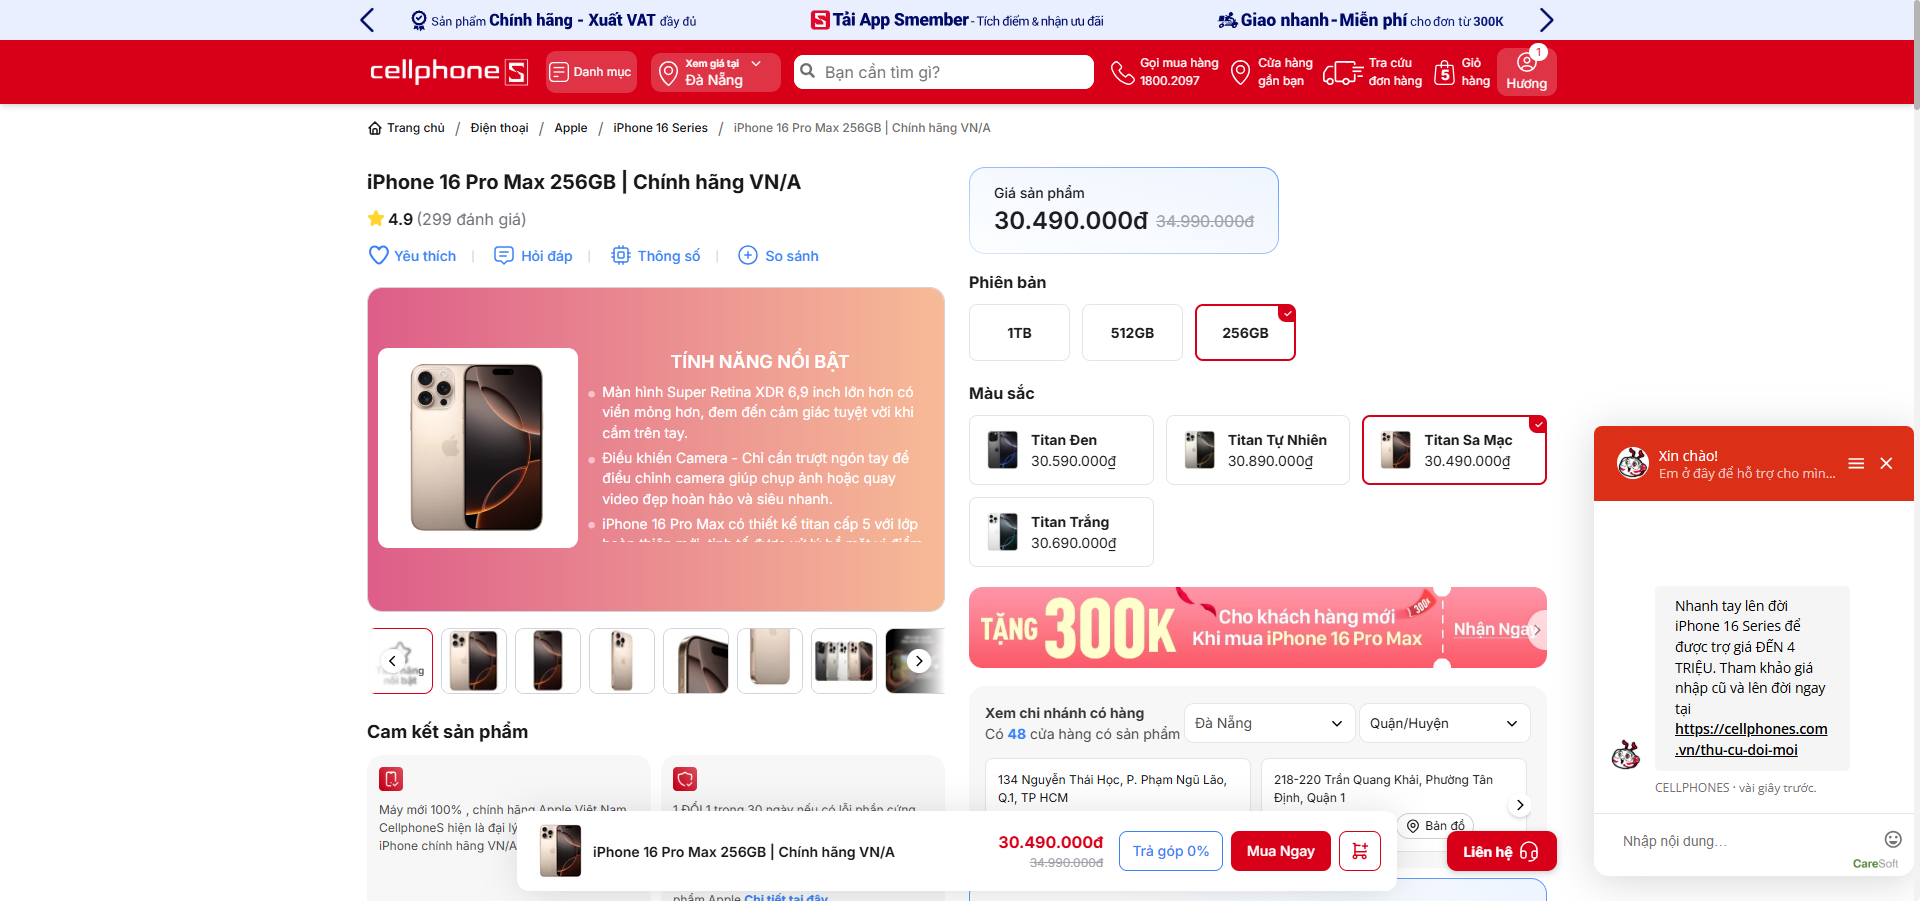 Sản phẩm Chính hãng - Xuất VAT đầy đủ
S Tải App Smember - Tích điểm & nhận ưu đãi
Giao nhanh - Miễn phí cho đơn từ 300K
cellphone S
Danh mục
Xem giá tại
Đà Nẵng
Bạn cần tìm gì?
Gọi mua hàng
1800.2097
Cửa hàng
gần bạn
Tra cứu
đơn hàng
5
Giỏ
hàng
1
Hương
Trang chủ / Điện thoại / Apple / iPhone 16 Series / iPhone 16 Pro Max 256GB | Chính hãng VN/A
iPhone 16 Pro Max 256GB | Chính hãng VN/A
4.9 (299 đánh giá)
Yêu thích | Hỏi đáp | Thông số | So sánh
TÍNH NĂNG NỔI BẬT
Màn hình Super Retina XDR 6,9 inch lớn hơn có
viền mỏng hơn, đem đến cảm giác tuyệt vời khi
cầm trên tay.
Điều khiển Camera - Chỉ cần trượt ngón tay để
điều chỉnh camera giúp chụp ảnh hoặc quay
video đẹp hoàn hảo và siêu nhanh.
iPhone 16 Pro Max có thiết kế titan cấp 5 với lớp
nổi bật
Cam kết sản phẩm
Máy mới 100% , chính hãng Apple Việt Nam.
CellphoneS hiện là đại lý
iPhone chính hãng VN/A
1 ĐỔI 1 trong 30 ngày nếu có lỗi phần cứng
phẩm Apple Chi tiết tại đây
Giá sản phẩm
30.490.000đ 34.990.000đ
Phiên bản
1TB
512GB
256GB
Màu sắc
Titan Đen
30.590.000₫
Titan Tự Nhiên
30.890.000₫
Titan Sa Mạc
30.490.000₫
Titan Trắng
30.690.000₫
TẶNG 300K
Cho khách hàng mới
Khi mua iPhone 16 Pro Max
300K
Nhận Ngay
Xem chi nhánh có hàng
Có 48 cửa hàng có sản phẩm
Đà Nẵng
Quận/Huyện
134 Nguyễn Thái Học, P. Phạm Ngũ Lão,
Q.1, TP HCM
218-220 Trần Quang Khải, Phường Tân
Định, Quận 1
Bản đồ
iPhone 16 Pro Max 256GB | Chính hãng VN/A
30.490.000đ
34.990.000đ
Trả góp 0%
Mua Ngay
Liên hệ
Xin chào!
Em ở đây để hỗ trợ cho mìn...
Nhanh tay lên đời
iPhone 16 Series để
được trợ giá ĐẾN 4
TRIỆU. Tham khảo giá
nhập cũ và lên đời ngay
tại
https://cellphones.com
.vn/thu-cu-doi-moi
CELLPHONES · vài giây trước.
Nhập nội dung...
CareSoft